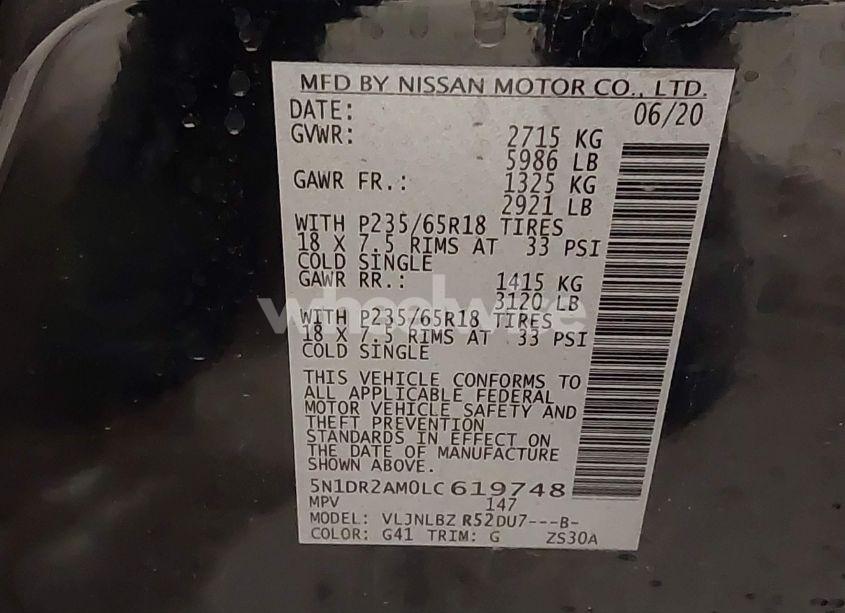 MFD BY NISSAN MOTOR CO., LTD.
DATE: 06/20
GVWR: 2715 KG
5986 LB
GAWR FR.: 1325 KG
2921 LB
WITH P235/65R18 TIRES
18 X 7.5 RIMS AT 33 PSI
COLD SINGLE
GAWR RR.: 1415 KG
3120 LB
WITH P235/65R18 TIRES
18 X 7.5 RIMS AT 33 PSI
COLD SINGLE
THIS VEHICLE CONFORMS TO
ALL APPLICABLE FEDERAL
MOTOR VEHICLE SAFETY AND
THEFT PREVENTION
STANDARDS IN EFFECT ON
THE DATE OF MANUFACTURE
SHOWN ABOVE.
5N1DR2AM0LC619748
MPV 147
MODEL: VLJNLBZ R52DU7---B-
COLOR: G41 TRIM: G ZS30A